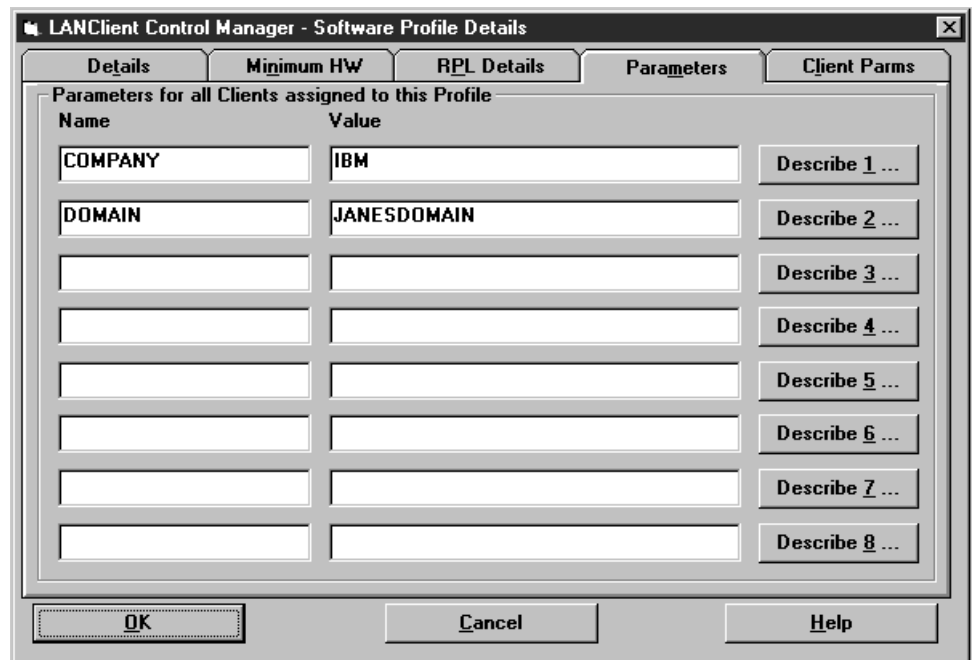 LANClient Control Manager - Software Profile Details
Details Minimum HW RPL Details Parameters Client Parms
Parameters for all Clients assigned to this Profile
Name Value
COMPANY IBM Describe 1 ...
DOMAIN JANESDOMAIN Describe 2 ...
Describe 3 ...
Describe 4 ...
Describe 5 ...
Describe 6 ...
Describe 7 ...
Describe 8 ...
OK Cancel Help